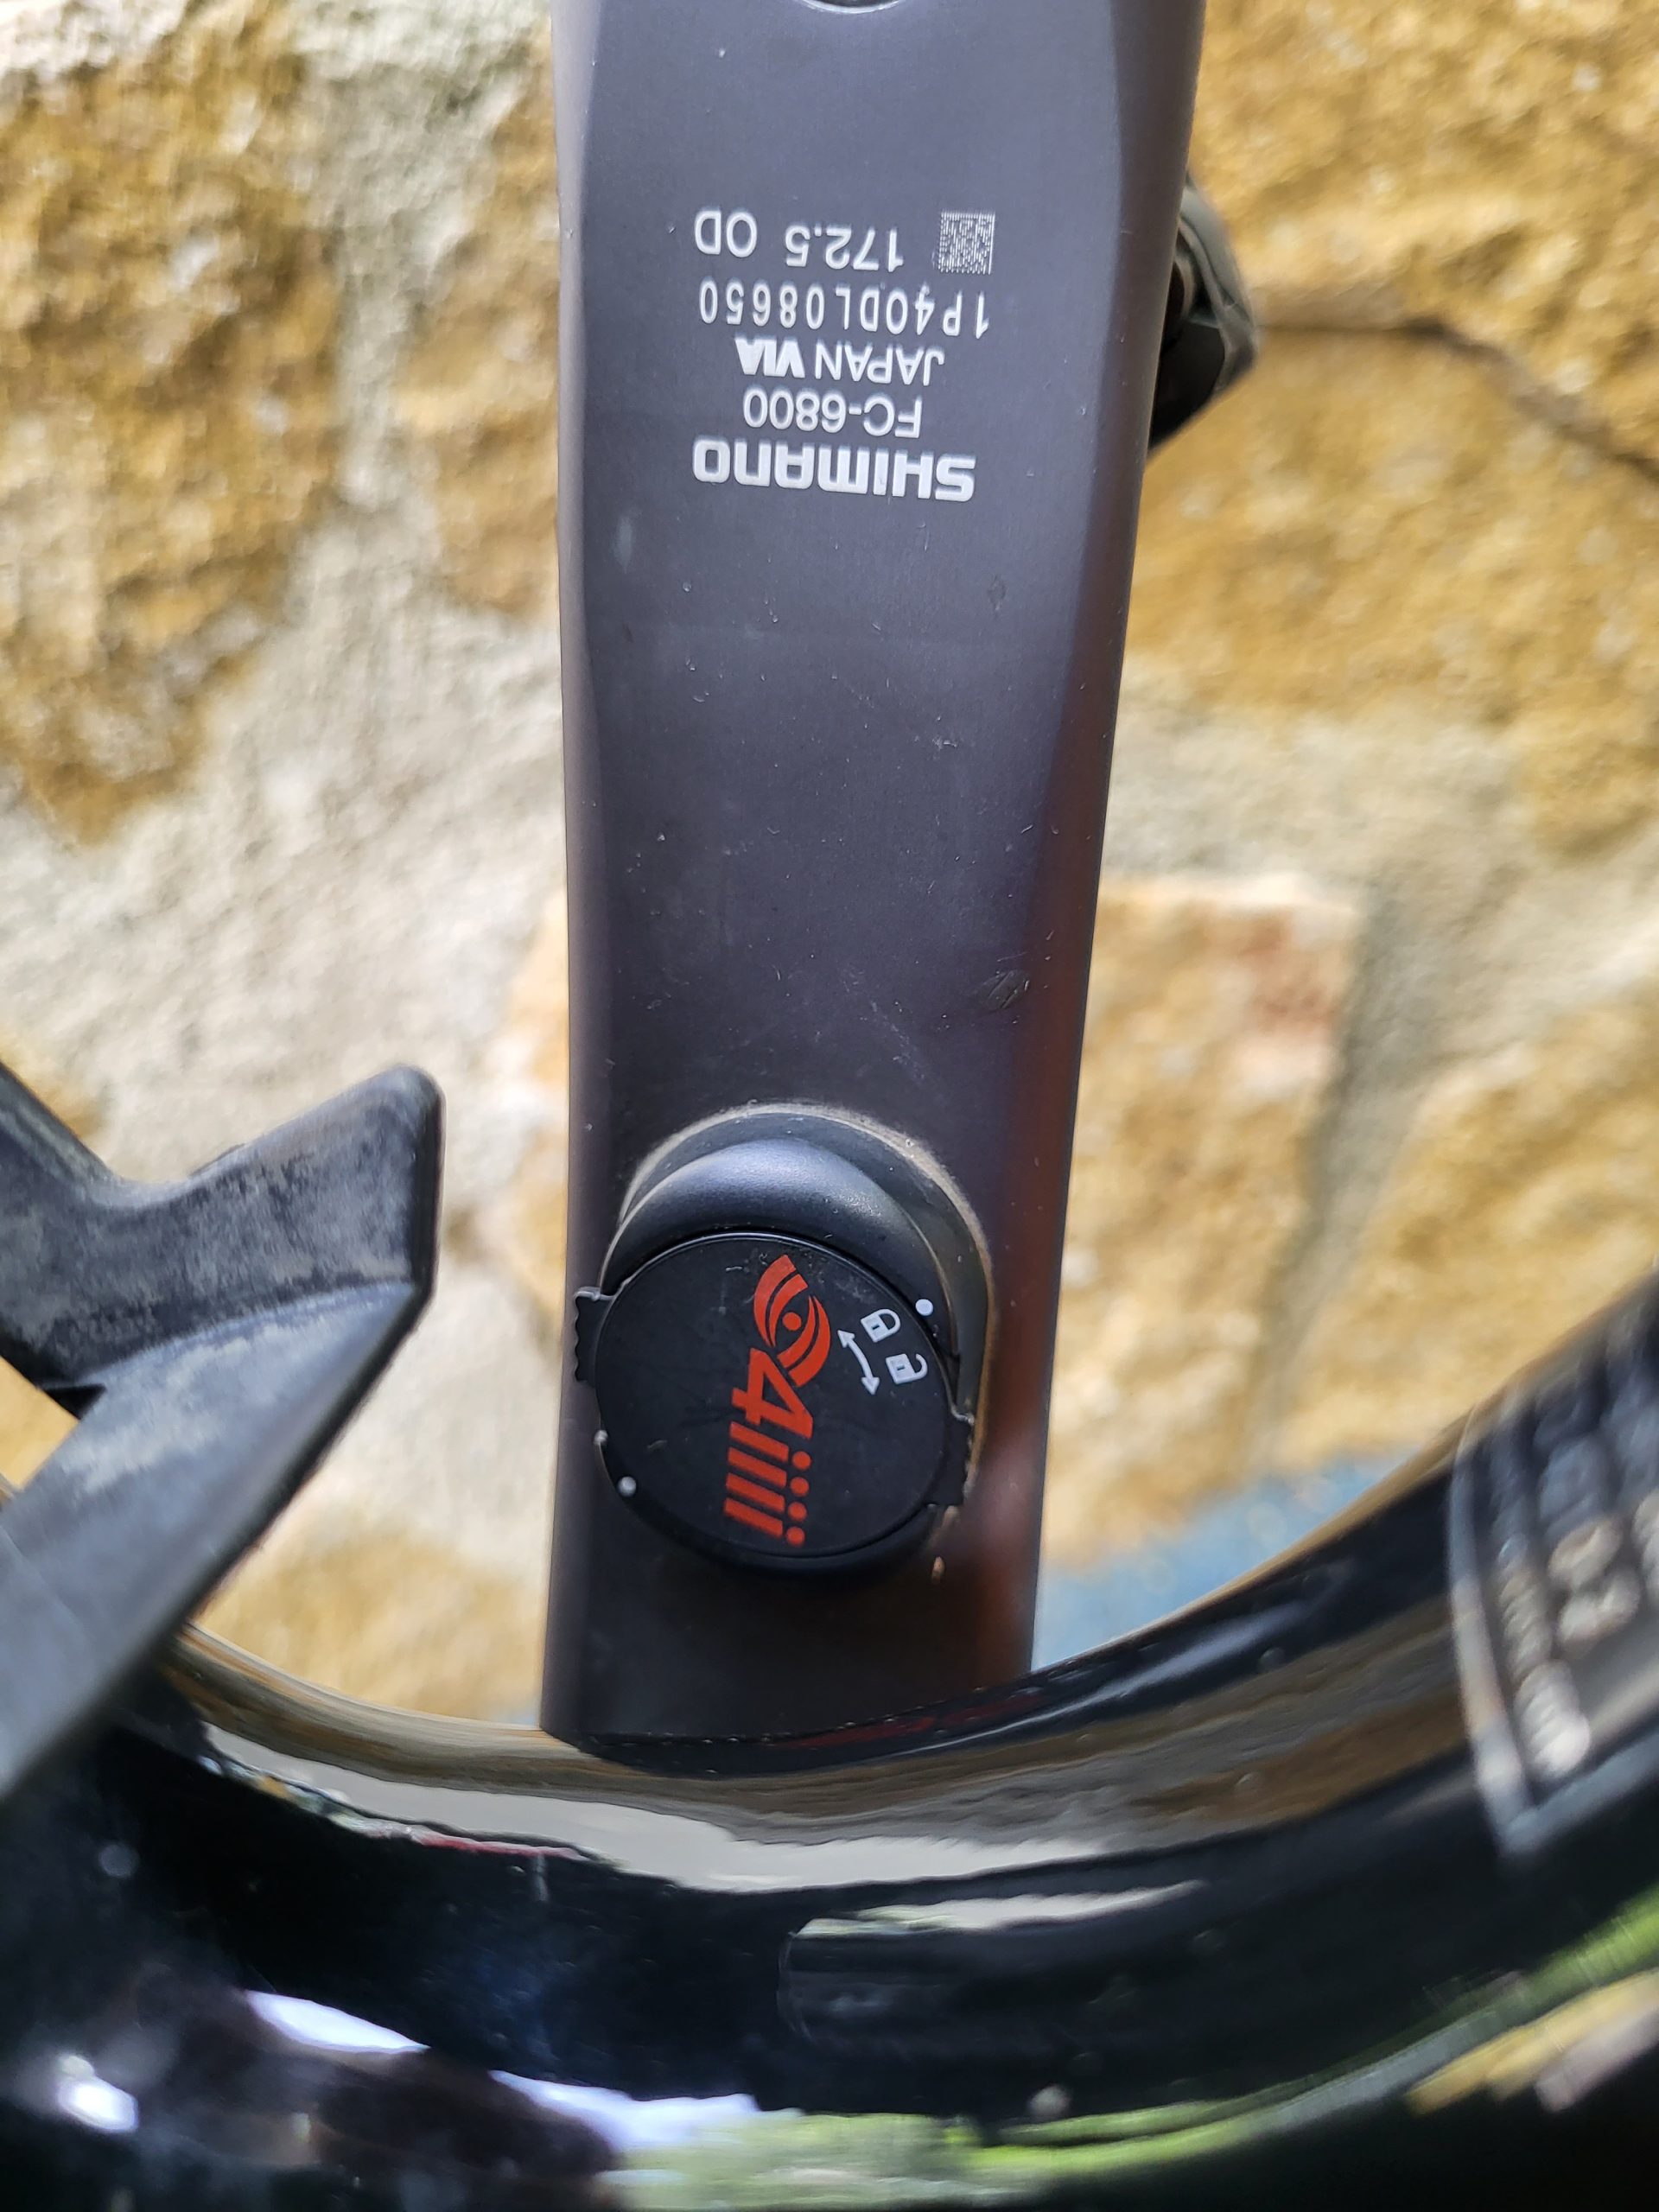 SHIMANO
FC-6800
JAPAN VIA
1P40DL08650
172.5 OD
4iiii